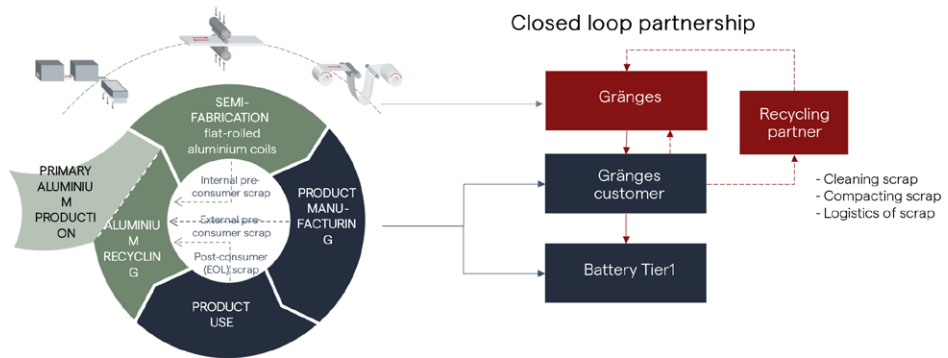 Closed loop partnership
SEMI-
FABRICATION
flat-rolled
aluminium coils
PRIMARY
ALUMINIU
M
PRODUCTI
ON
ALUMINIU
M
RECYCLIN
G
Internal pre-
consumer scrap
External pre-
consumer scrap
Post-consumer
(EOL) scrap
PRODUCT
MANU-
FACTURIN
G
PRODUCT
USE
Gränges
Gränges
customer
Battery Tier1
Recycling
partner
- Cleaning scrap
- Compacting scrap
- Logistics of scrap